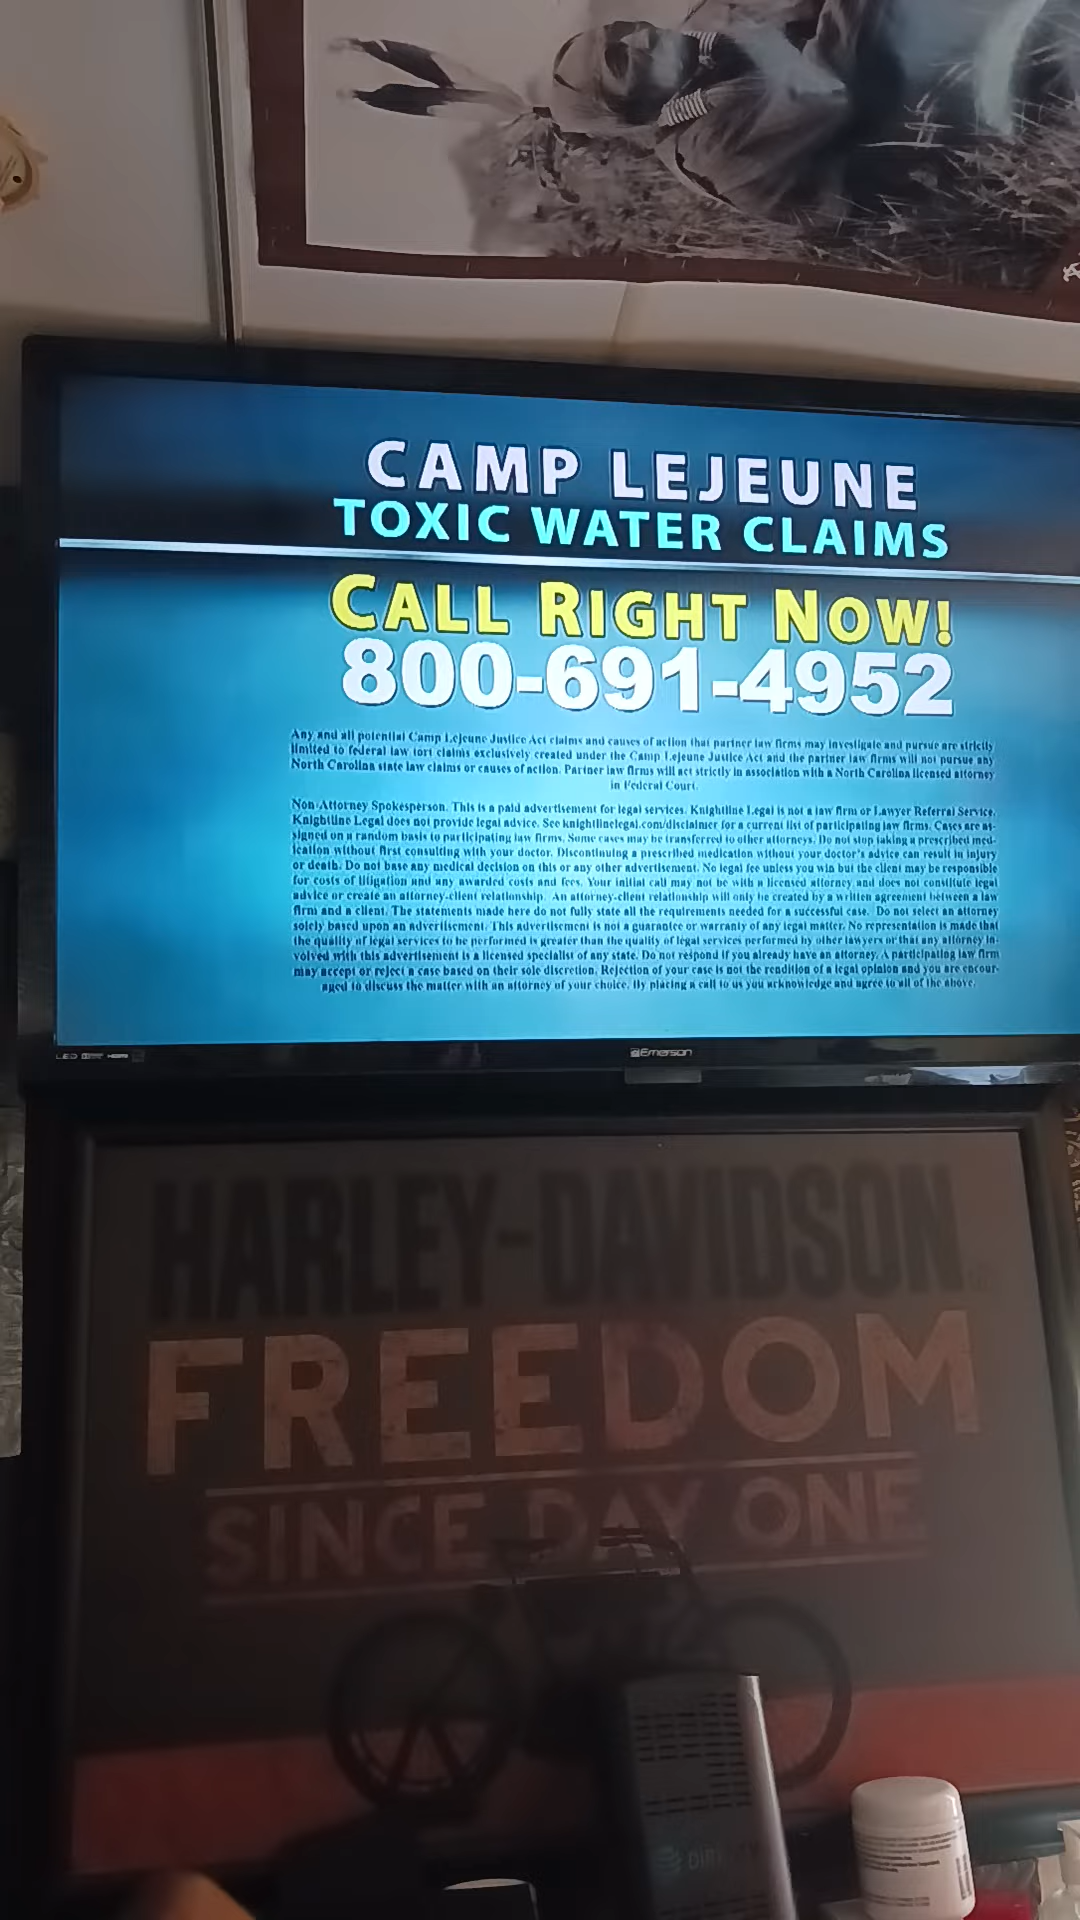 CAMP LEJEUNE
TOXIC WATER CLAIMS
CALL RIGHT NOW!
800-691-4952
Any and all potential Camp Lejeune Justice Act claims and causes of action that partner law firms may investigate and pursue are strictly
limited to federal law tort claims exclusively created under the Camp Lejeune Justice Act and the partner law firms will not pursue any
North Carolina state law claims or causes of action. Partner law firms will act strictly in association with a North Carolina licensed attorney
in Federal Court.
Non-Attorney Spokesperson. This is a paid advertisement for legal services. Knightline Legal is not a law firm or Lawyer Referral Service.
Knightline Legal does not provide legal advice. See knightlinelegal.com/disclaimer for a current list of participating law firms. Cases are as-
signed on a random basis to participating law firms. Some cases may be transferred to other attorneys. Do not stop taking a prescribed med-
ication without first consulting with your doctor. Discontinuing a prescribed medication without your doctor's advice can result in injury
or death. Do not base any medical decision on this or any other advertisement. No legal fee unless you win but the client may be responsible
for costs of litigation and any awarded costs and fees. Your initial call may not be with a licensed attorney and does not constitute legal
advice or create an attorney-client relationship. An attorney-client relationship will only be created by a written agreement between a law
firm and a client. The statements made here do not fully state all the requirements needed for a successful case. Do not select an attorney
solely based upon an advertisement. This advertisement is not a guarantee or warranty of any legal matter. No representation is made that
the quality of legal services to be performed is greater than the quality of legal services performed by other lawyers or that any attorney in-
volved with this advertisement is a licensed specialist of any state. Do not respond if you already have an attorney. A participating law firm
may accept or reject a case based on their sole discretion. Rejection of your case is not the rendition of a legal opinion and you are encour-
aged to discuss the matter with an attorney of your choice. By placing a call to us you acknowledge and agree to all of the above.
LED HDMI
Emerson
HARLEY-DAVIDSON
FREEDOM
SINCE DAY ONE